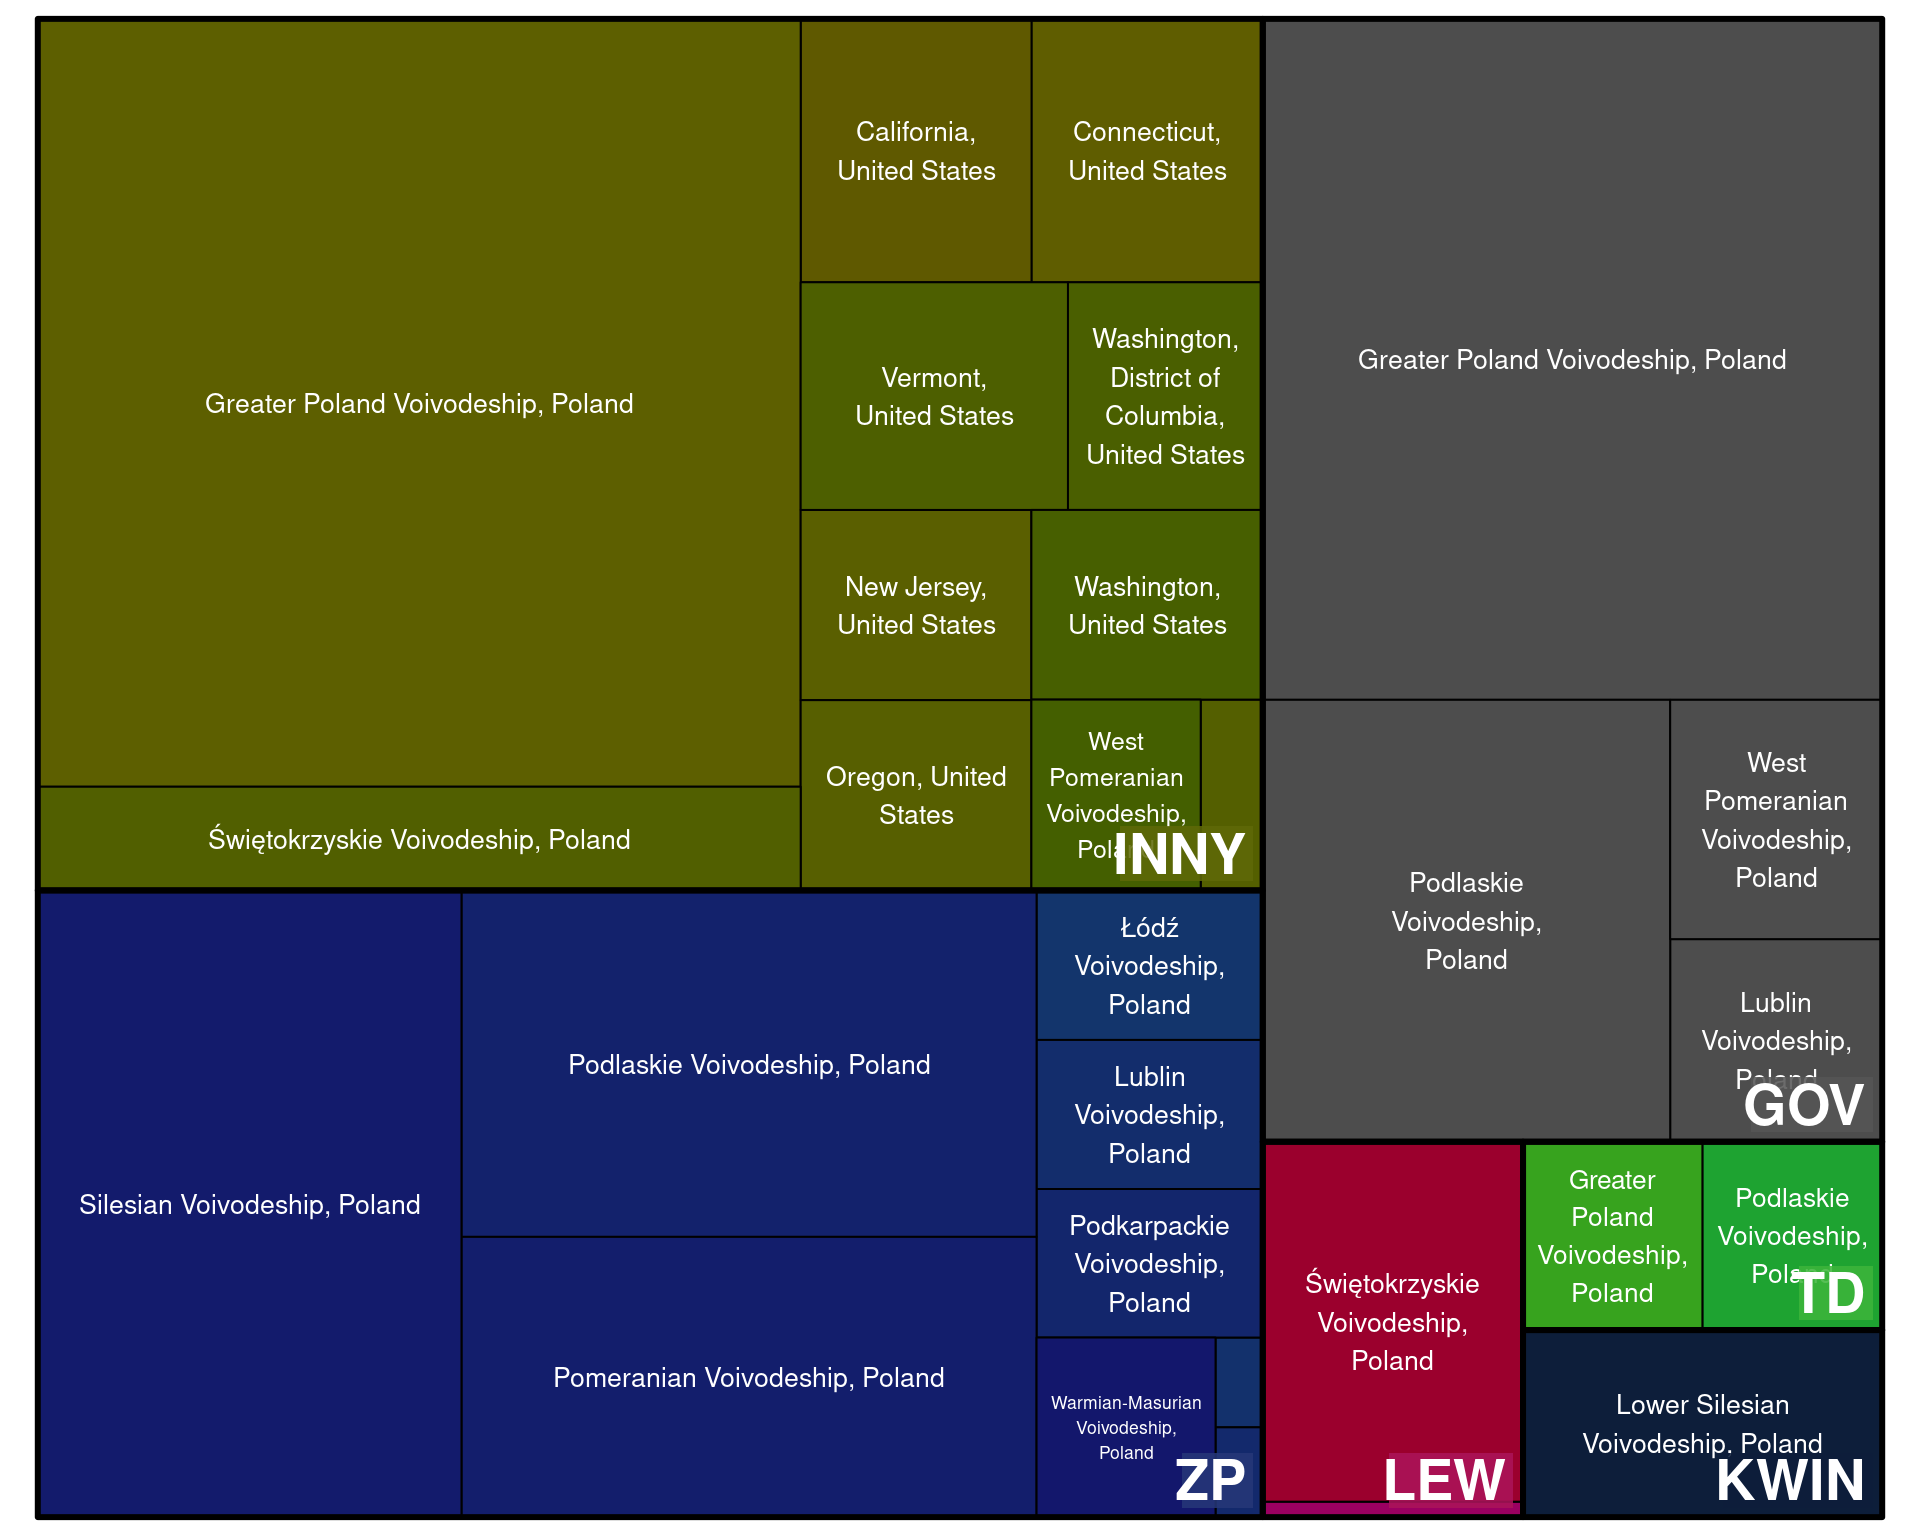 Greater Poland Voivodeship, Poland
Świętokrzyskie Voivodeship, Poland
California,
United States
Connecticut,
United States
Vermont,
United States
Washington,
District of
Columbia,
United States
New Jersey,
United States
Washington,
United States
Oregon, United
States
West
Pomeranian
Voivodeship,
Poland
INNY
Silesian Voivodeship, Poland
Podlaskie Voivodeship, Poland
Pomeranian Voivodeship, Poland
Łódź
Voivodeship,
Poland
Lublin
Voivodeship,
Poland
Podkarpackie
Voivodeship,
Poland
Warmian-Masurian
Voivodeship,
Poland
ZP
Greater Poland Voivodeship, Poland
Podlaskie
Voivodeship,
Poland
West
Pomeranian
Voivodeship,
Poland
Lublin
Voivodeship,
Poland
GOV
Świętokrzyskie
Voivodeship,
Poland
LEW
Greater
Poland
Voivodeship,
Poland
Podlaskie
Voivodeship,
Poland
TD
Lower Silesian
Voivodeship, Poland
KWIN